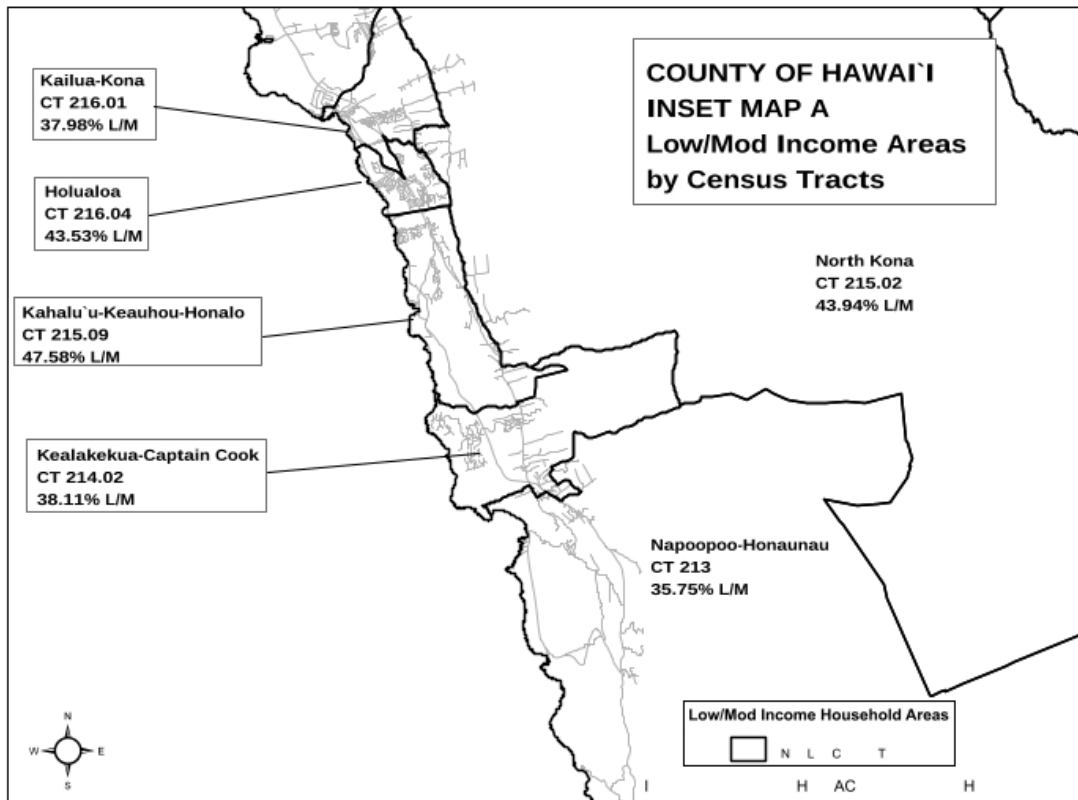 COUNTY OF HAWAI`I
INSET MAP A
Low/Mod Income Areas
by Census Tracts
Kailua-Kona
CT 216.01
37.98% L/M
Holualoa
CT 216.04
43.53% L/M
North Kona
CT 215.02
43.94% L/M
Kahalu`u-Keauhou-Honalo
CT 215.09
47.58% L/M
Kealakekua-Captain Cook
CT 214.02
38.11% L/M
Napoopoo-Honaunau
CT 213
35.75% L/M
Low/Mod Income Household Areas
N L C T
I H AC H
N
W E
S